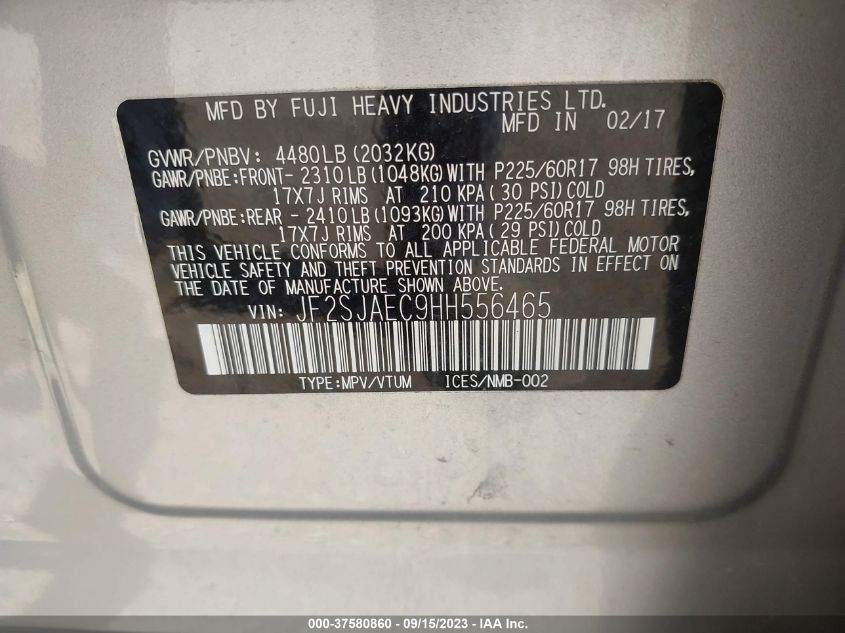 MFD BY FUJI HEAVY INDUSTRIES LTD.
MFD IN 02/17
GVWR/PNBV: 4480LB (2032KG)
GAWR/PNBE:FRONT- 2310LB (1048KG) WITH P225/60R17 98H TIRES,
17X7J RIMS AT 210 KPA( 30 PSI) COLD
GAWR/PNBE:REAR - 2410LB (1093KG) WITH P225/60R17 98H TIRES,
17X7J RIMS AT 200 KPA( 29 PSI) COLD
THIS VEHICLE CONFORMS TO ALL APPLICABLE FEDERAL MOTOR
VEHICLE SAFETY AND THEFT PREVENTION STANDARDS IN EFFECT ON
THE DATE OF MANUFACTURE SHOWN ABOVE.
VIN: JF2SJAEC9HH556465
TYPE:MPV/VTUM ICES/NMB-002
000-37580860 - 09/15/2023 - IAA Inc.